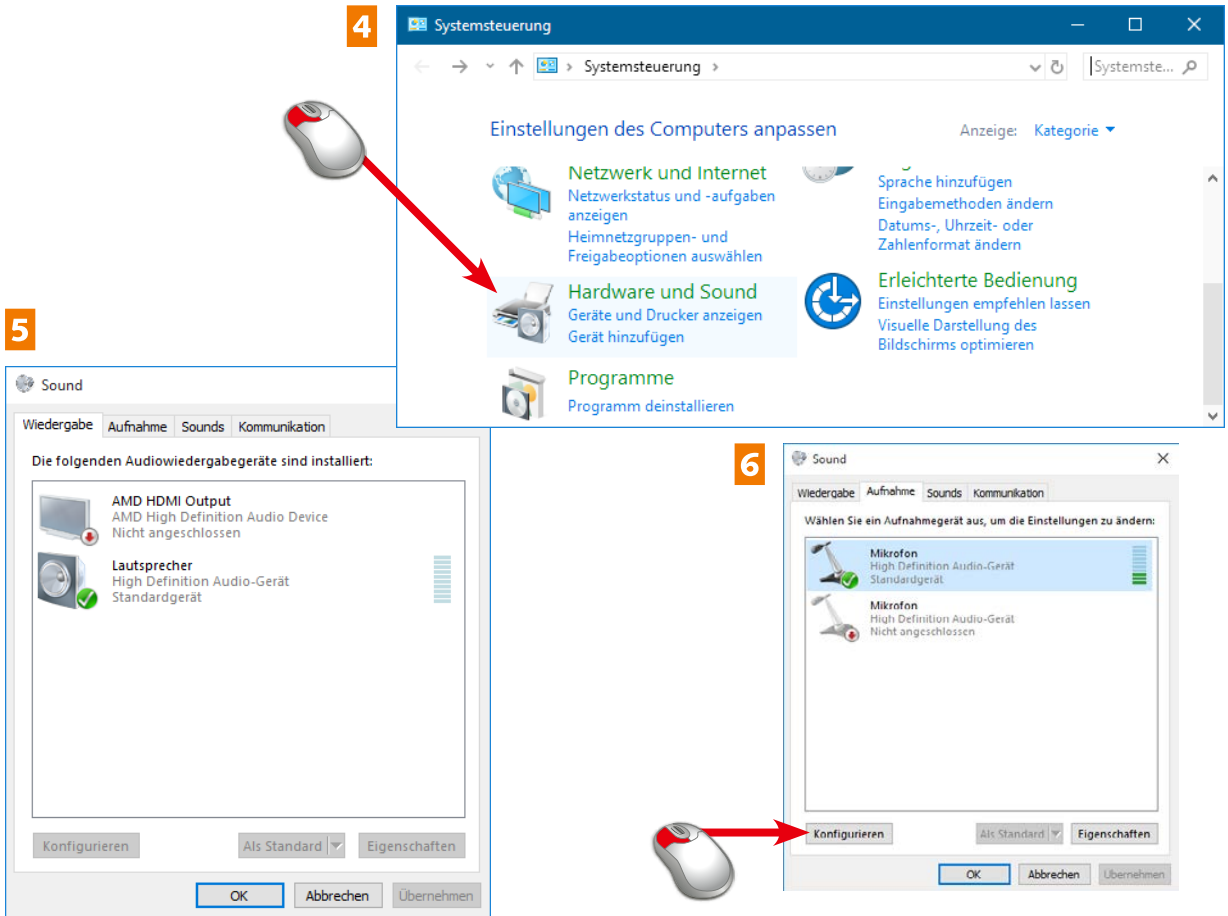 4
Systemsteuerung
Systemsteuerung
Systemste...
Einstellungen des Computers anpassen
Anzeige: Kategorie
Netzwerk und Internet
Netzwerkstatus und -aufgaben
anzeigen
Heimnetzgruppen- und
Freigabeoptionen auswählen
Hardware und Sound
Geräte und Drucker anzeigen
Gerät hinzufügen
Programme
Programm deinstallieren
Sprache hinzufügen
Eingabemethoden ändern
Datums-, Uhrzeit- oder
Zahlenformat ändern
Erleichterte Bedienung
Einstellungen empfehlen lassen
Visuelle Darstellung des
Bildschirms optimieren
5
Sound
Wiedergabe Aufnahme Sounds Kommunikation
Die folgenden Audiowiedergabegeräte sind installiert:
AMD HDMI Output
AMD High Definition Audio Device
Nicht angeschlossen
Lautsprecher
High Definition Audio-Gerät
Standardgerät
Konfigurieren Als Standard Eigenschaften
OK Abbrechen Übernehmen
6
Sound
Wiedergabe Aufnahme Sounds Kommunikation
Wählen Sie ein Aufnahmegerät aus, um die Einstellungen zu ändern:
Mikrofon
High Definition Audio-Gerät
Standardgerät
Mikrofon
High Definition Audio-Gerät
Nicht angeschlossen
Konfigurieren Als Standard Eigenschaften
OK Abbrechen Übernehmen